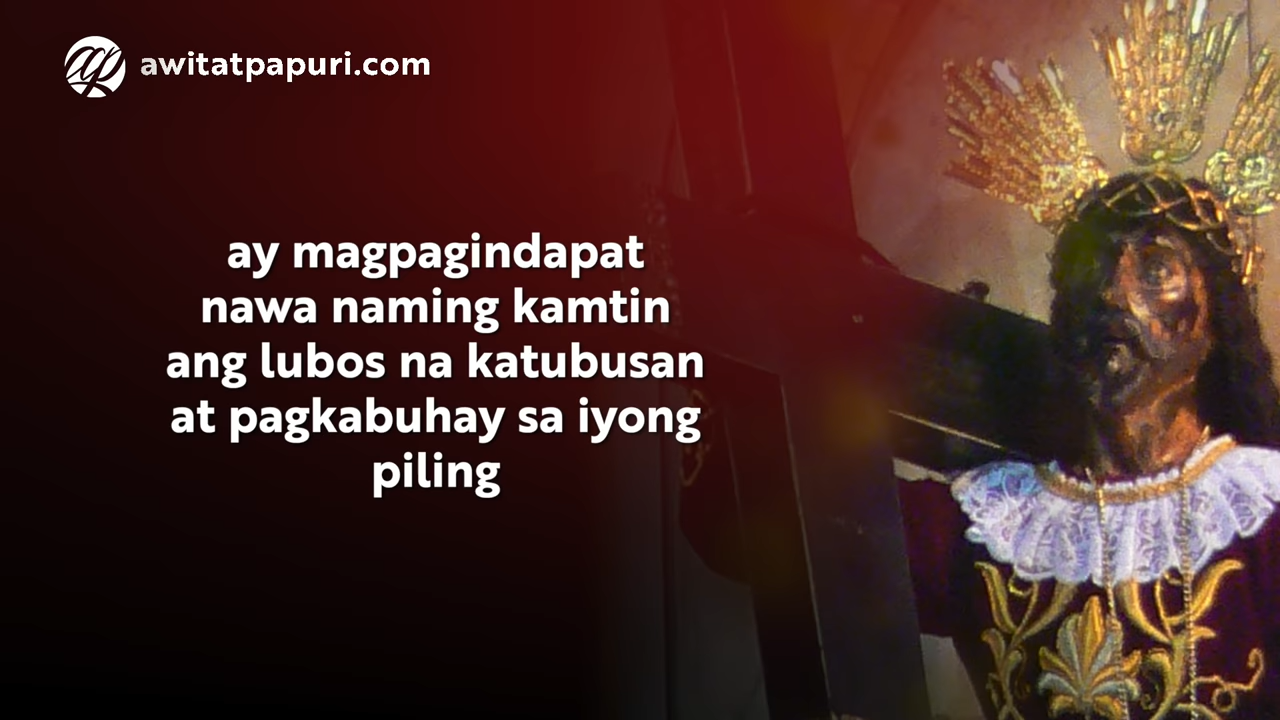 awitatpapuri.com
ay magpagindapat
nawa naming kamtin
ang lubos na katubusan
at pagkabuhay sa iyong
piling